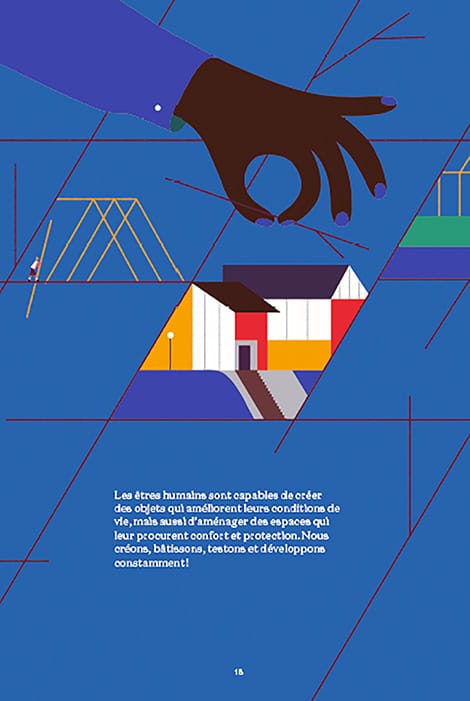 Les êtres humains sont capables de créer
des objets qui améliorent leurs conditions de
vie, mais aussi d'aménager des espaces qui
leur procurent confort et protection. Nous
créons, bâtissons, testons et développons
constamment!
18